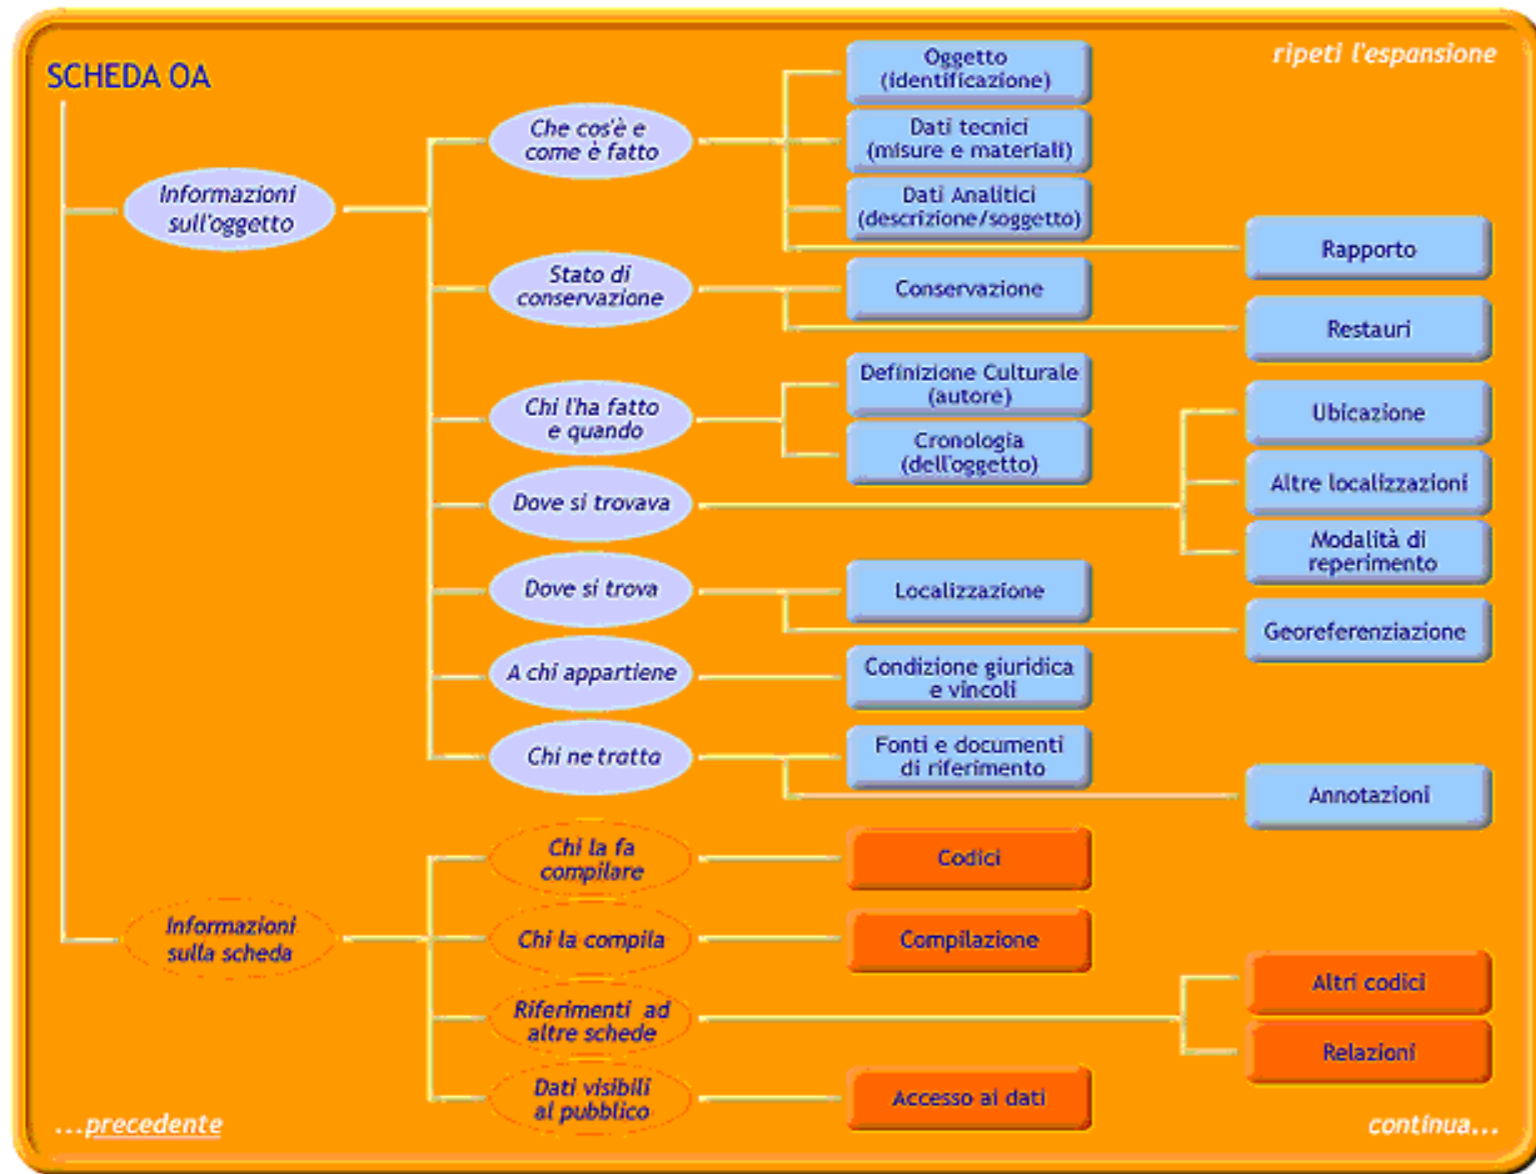 SCHEDA OA
ripeti l'espansione
Informazioni
sull'oggetto
Che cos'è e
come è fatto
Oggetto
(identificazione)
Dati tecnici
(misure e materiali)
Dati Analitici
(descrizione/soggetto)
Rapporto
Stato di
conservazione
Conservazione
Restauri
Chi l'ha fatto
e quando
Definizione Culturale
(autore)
Cronologia
(dell'oggetto)
Dove si trovava
Ubicazione
Altre localizzazioni
Modalità di
reperimento
Dove si trova
Localizzazione
Georeferenziazione
A chi appartiene
Condizione giuridica
e vincoli
Chi ne tratta
Fonti e documenti
di riferimento
Annotazioni
Informazioni
sulla scheda
Chi la fa
compilare
Codici
Chi la compila
Compilazione
Riferimenti ad
altre schede
Altri codici
Relazioni
Dati visibili
al pubblico
Accesso ai dati
...precedente
continua...